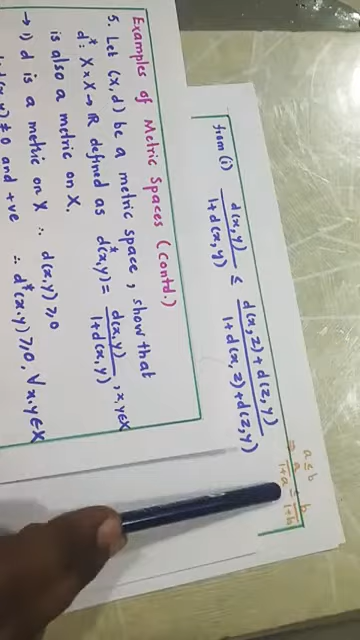 Examples of Metric Spaces (Contd.)
5. Let (X, d) be a metric space, show that
d*: X x X → R defined as d*(x,y) = d(x,y) / 1+d(x,y), x,y∈X
is also a metric on X.
→ 1) d is a metric on X ∴ d(x,y) ≥ 0
d(x,y) ≠ 0 and +ve ∴ d*(x,y) ≥ 0, ∀ x,y∈X
from (i) d(x,y) / 1+d(x,y) ≤ d(x,z)+d(z,y) / 1+d(x,z)+d(z,y)
a ≤ b
⇒ a / 1+a ≤ b / 1+b